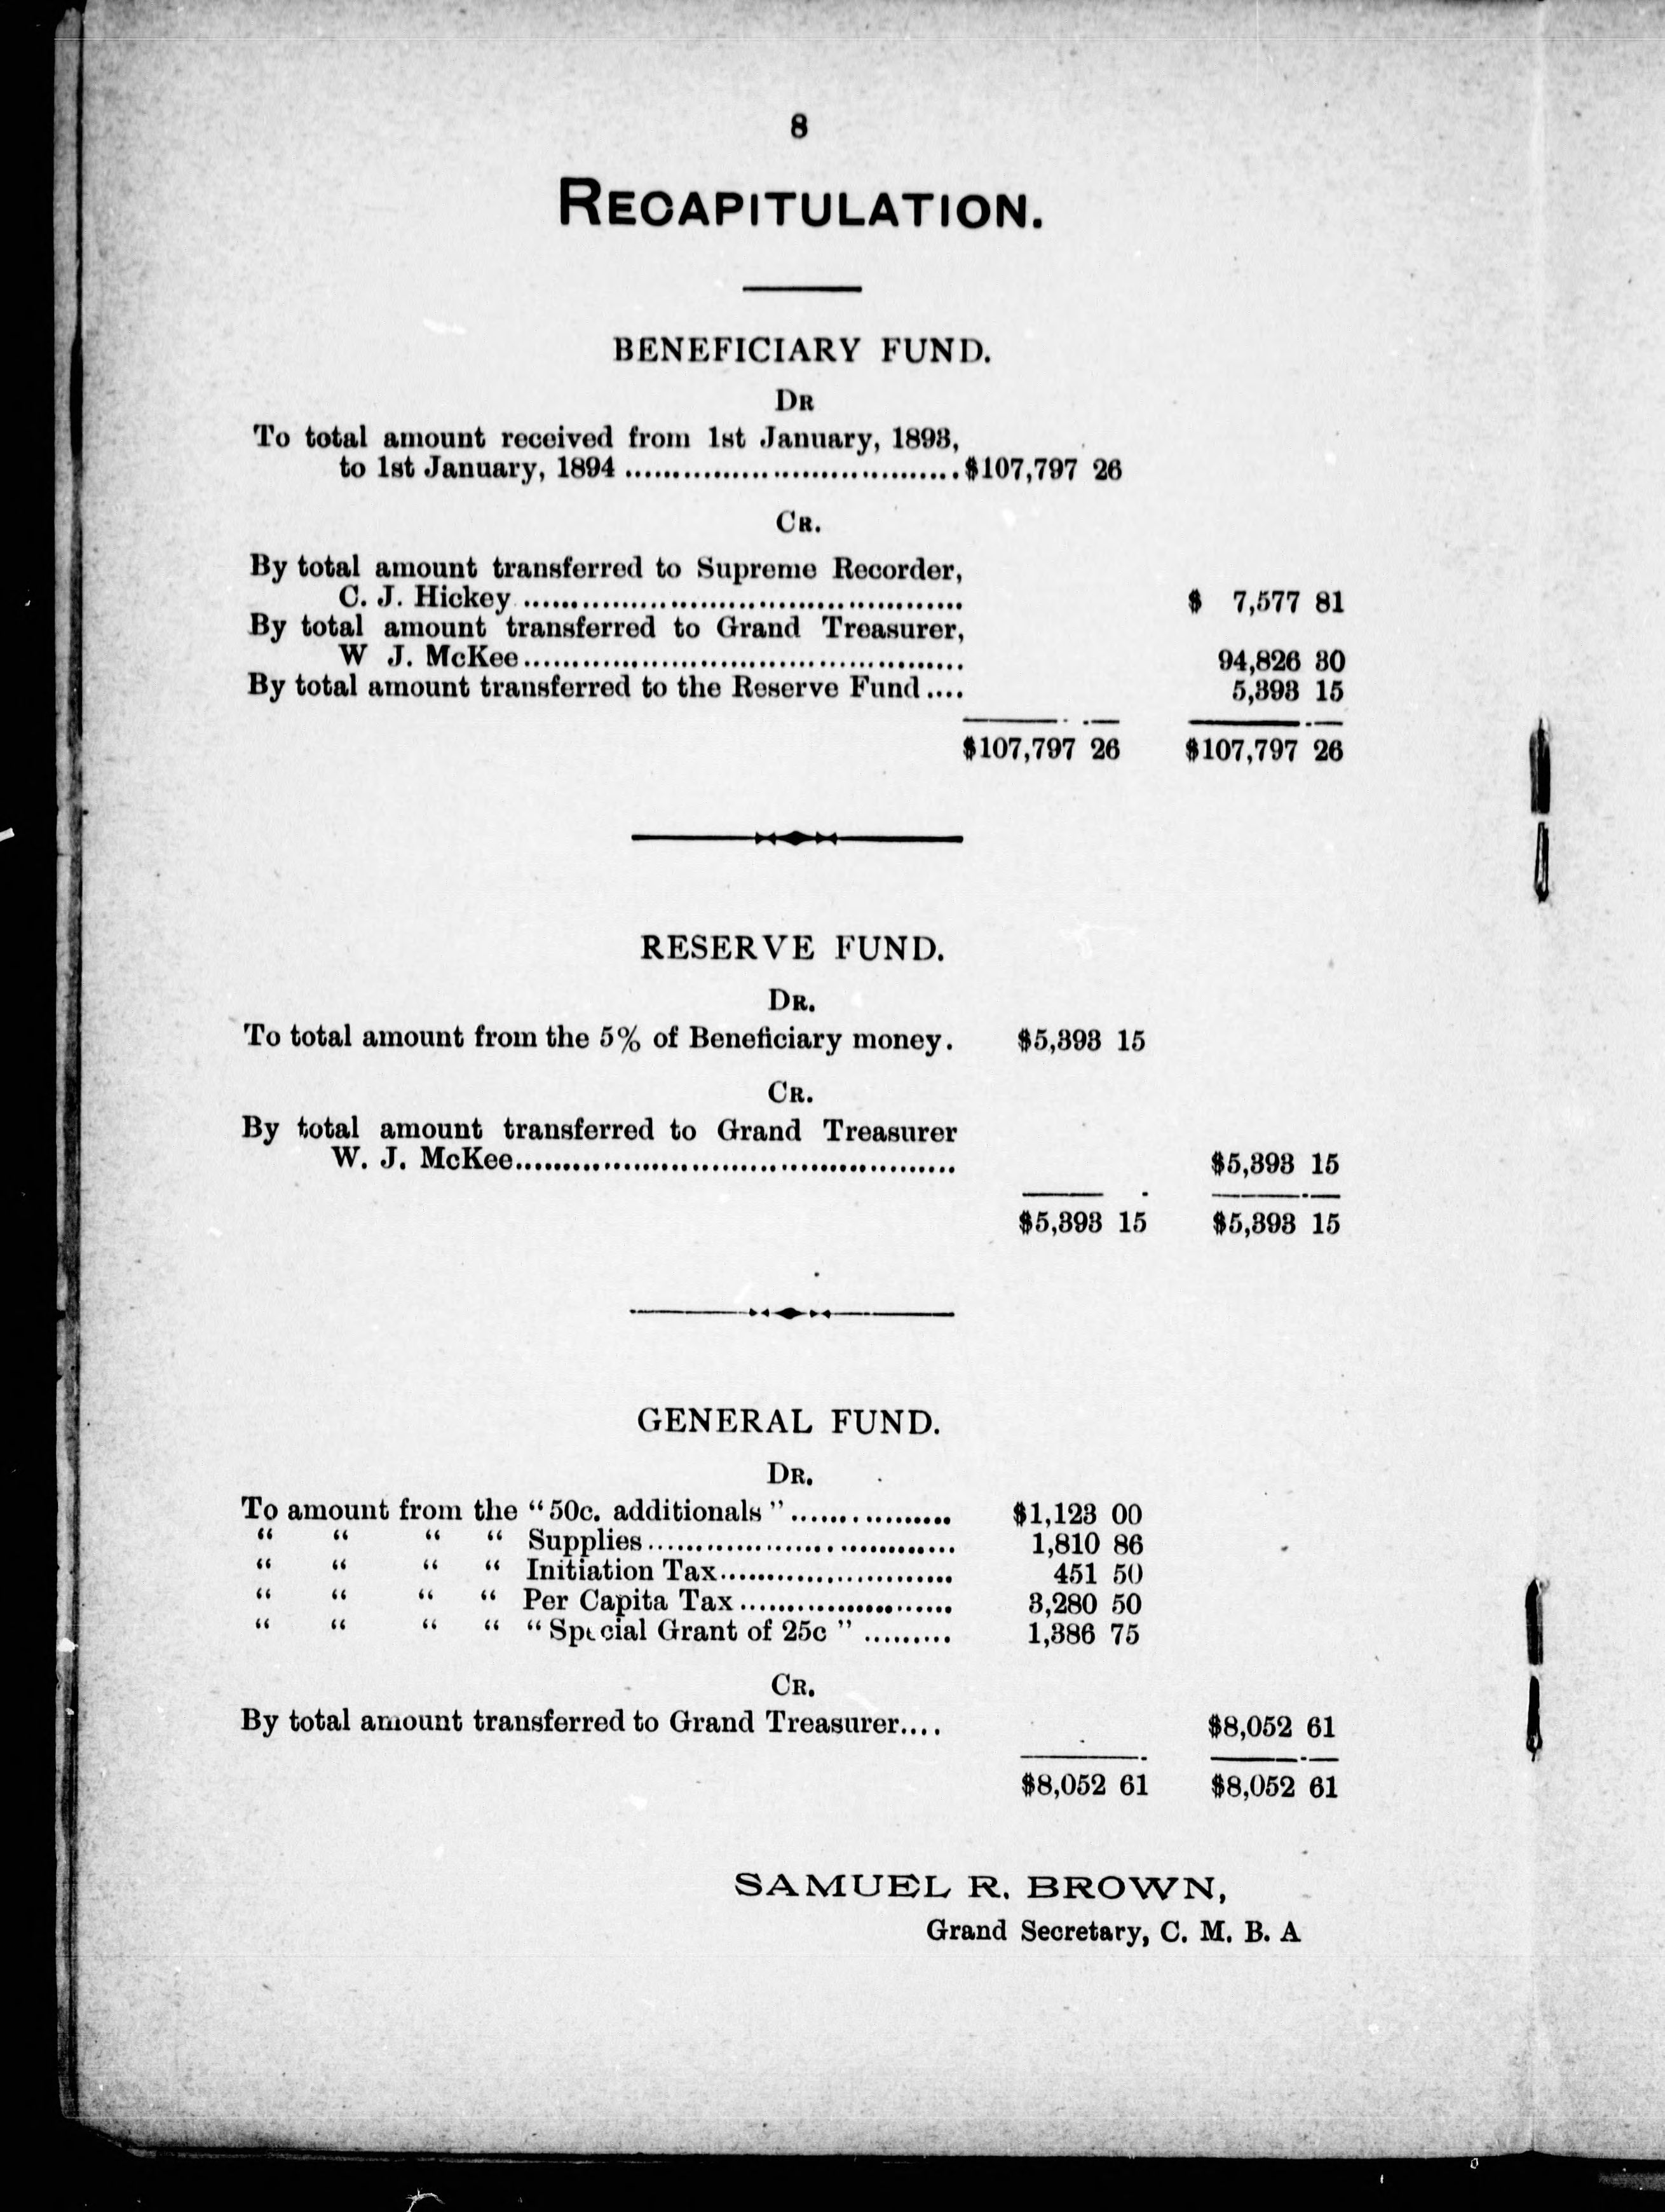 8
RECAPITULATION.
BENEFICIARY FUND.
DR
To total amount received from 1st January, 1893,
to 1st January, 1894 .................................. $107,797 26
CR.
By total amount transferred to Supreme Recorder,
C. J. Hickey ............................................. $ 7,577 81
By total amount transferred to Grand Treasurer,
W J. McKee............................................. 94,826 30
By total amount transferred to the Reserve Fund.... 5,393 15
$107,797 26 $107,797 26
RESERVE FUND.
DR.
To total amount from the 5% of Beneficiary money. $5,393 15
CR.
By total amount transferred to Grand Treasurer
W. J. McKee............................................. $5,393 15
$5,393 15 $5,393 15
GENERAL FUND.
DR.
To amount from the “50c. additionals” ................ $1,123 00
“ “ “ “ Supplies............................... 1,810 86
“ “ “ “ Initiation Tax........................ 451 50
“ “ “ “ Per Capita Tax...................... 3,280 50
“ “ “ “ “Special Grant of 25c” ......... 1,386 75
CR.
By total amount transferred to Grand Treasurer.... $8,052 61
$8,052 61 $8,052 61
SAMUEL R. BROWN,
Grand Secretary, C. M. B. A